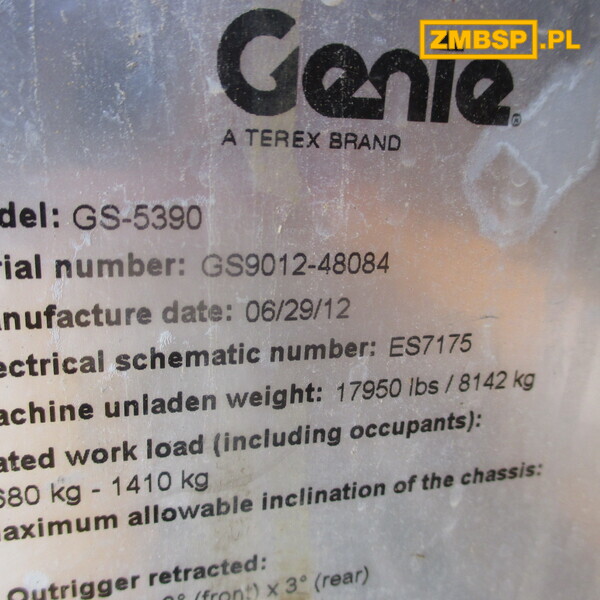 ZMBSP.PL
Genie
A TEREX BRAND
del: GS-5390
rial number: GS9012-48084
anufacture date: 06/29/12
ectrical schematic number: ES7175
achine unladen weight: 17950 lbs / 8142 kg
ated work load (including occupants):
680 kg - 1410 kg
aximum allowable inclination of the chassis:
Outrigger retracted:
(front) x 3° (rear)